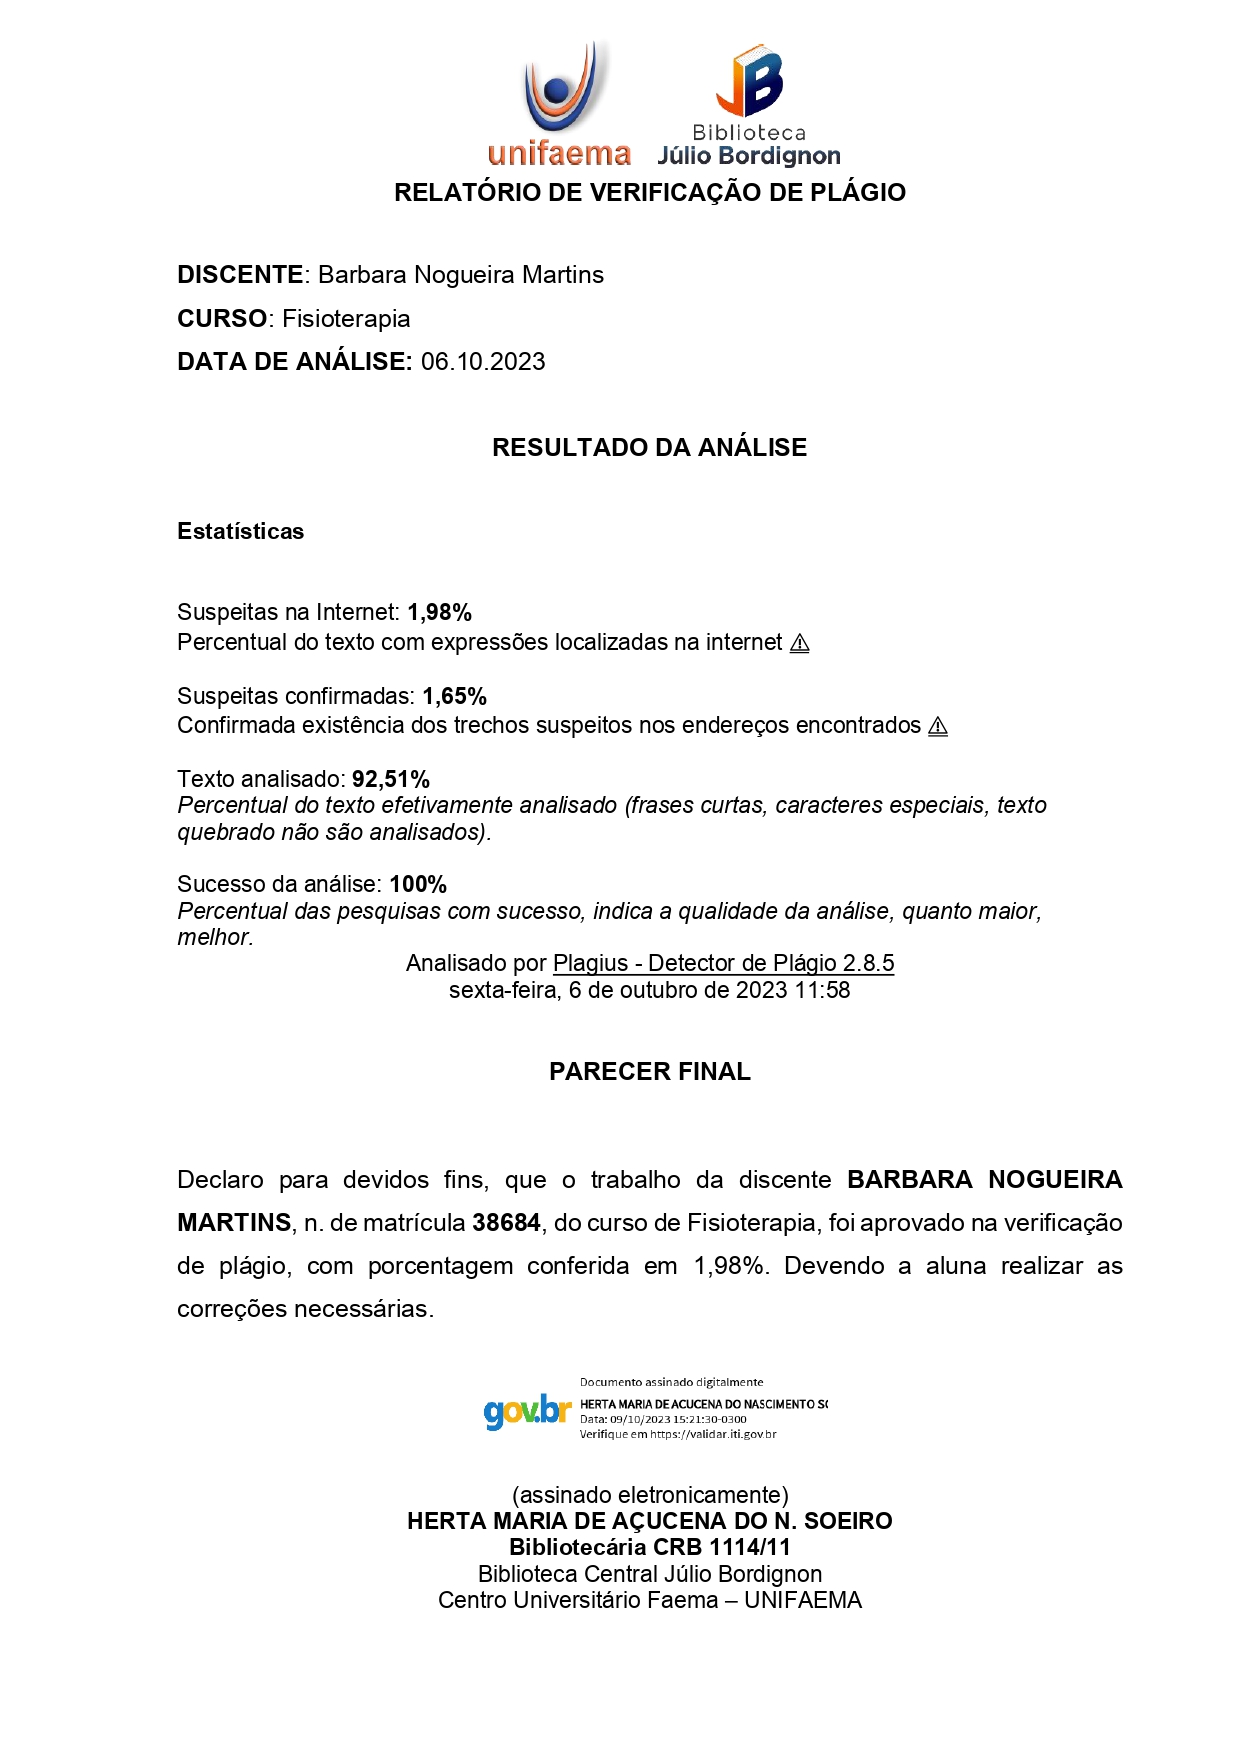 unifaema
JB
Biblioteca
Júlio Bordignon
RELATÓRIO DE VERIFICAÇÃO DE PLÁGIO
DISCENTE: Barbara Nogueira Martins
CURSO: Fisioterapia
DATA DE ANÁLISE: 06.10.2023
RESULTADO DA ANÁLISE
Estatísticas
Suspeitas na Internet: 1,98%
Percentual do texto com expressões localizadas na internet ⚠
Suspeitas confirmadas: 1,65%
Confirmada existência dos trechos suspeitos nos endereços encontrados ⚠
Texto analisado: 92,51%
Percentual do texto efetivamente analisado (frases curtas, caracteres especiais, texto
quebrado não são analisados).
Sucesso da análise: 100%
Percentual das pesquisas com sucesso, indica a qualidade da análise, quanto maior,
melhor.
Analisado por Plagius - Detector de Plágio 2.8.5
sexta-feira, 6 de outubro de 2023 11:58
PARECER FINAL
Declaro para devidos fins, que o trabalho da discente BARBARA NOGUEIRA
MARTINS, n. de matrícula 38684, do curso de Fisioterapia, foi aprovado na verificação
de plágio, com porcentagem conferida em 1,98%. Devendo a aluna realizar as
correções necessárias.
Documento assinado digitalmente
gov.br HERTA MARIA DE ACUCENA DO NASCIMENTO SO
Data: 09/10/2023 15:21:30-0300
Verifique em https://validar.iti.gov.br
(assinado eletronicamente)
HERTA MARIA DE AÇUCENA DO N. SOEIRO
Bibliotecária CRB 1114/11
Biblioteca Central Júlio Bordignon
Centro Universitário Faema – UNIFAEMA